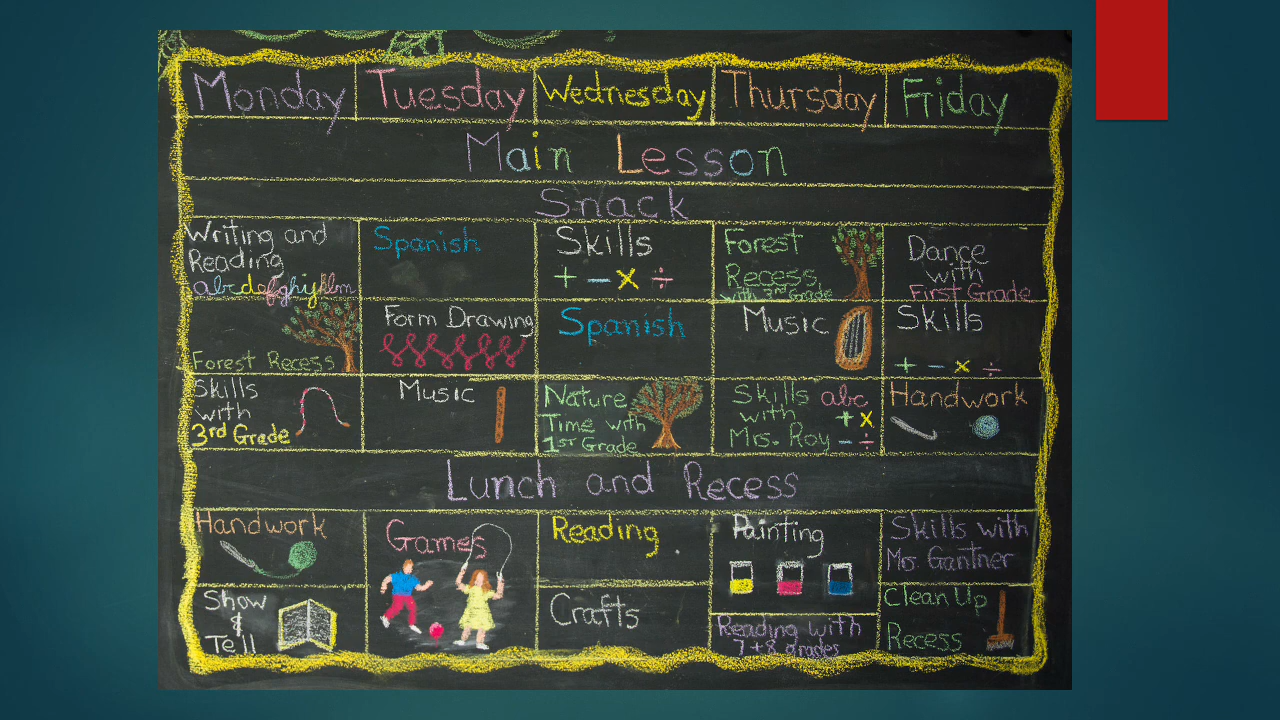 Monday Tuesday Wednesday Thursday Friday
Main Lesson
Snack
Writing and
Reading
abcdefghijklm
Spanish
Skills
+ − × ÷
Forest
Recess
with 2nd Grade
Dance
with
First Grade
Forest Recess
Form Drawing
Spanish
Music
Skills
+ − × ÷
Skills
with
3rd Grade
Music
Nature
Time with
1st Grade
Skills abc
with + ×
Mrs. Roy − ÷
Handwork
Lunch and Recess
Handwork
Games
Reading
Painting
Skills with
Mr. Gantner
Show
&
Tell
Crafts
Reading with
7+8 grades
Clean Up
Recess